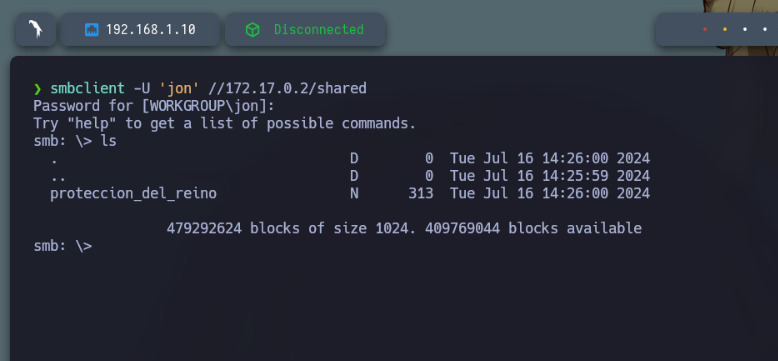 192.168.1.10 Disconnected
❯ smbclient -U 'jon' //172.17.0.2/shared
Password for [WORKGROUP\jon]:
Try "help" to get a list of possible commands.
smb: \> ls
. D 0 Tue Jul 16 14:26:00 2024
.. D 0 Tue Jul 16 14:25:59 2024
proteccion_del_reino N 313 Tue Jul 16 14:26:00 2024
479292624 blocks of size 1024. 409769044 blocks available
smb: \>